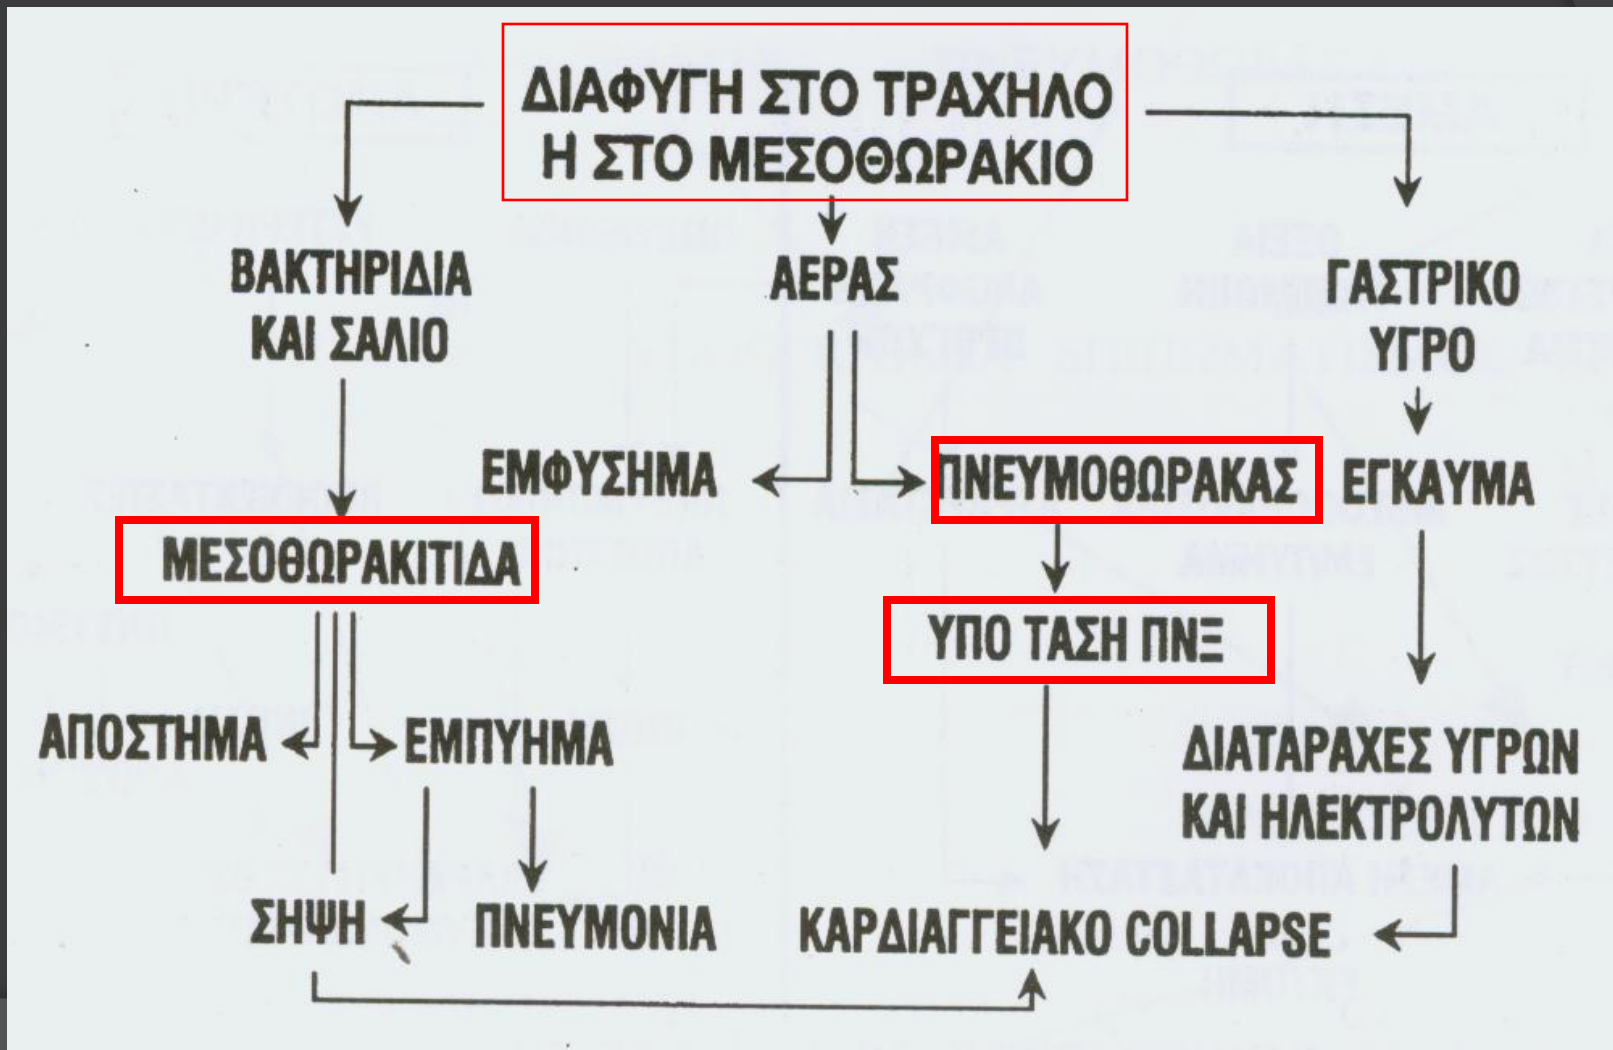 ΔΙΑΦΥΓΗ ΣΤΟ ΤΡΑΧΗΛΟ
Η ΣΤΟ ΜΕΣΟΘΩΡΑΚΙΟ
ΒΑΚΤΗΡΙΔΙΑ
ΚΑΙ ΣΑΛΙΟ
ΑΕΡΑΣ
ΓΑΣΤΡΙΚΟ
ΥΓΡΟ
ΕΜΦΥΣΗΜΑ
ΠΝΕΥΜΟΘΩΡΑΚΑΣ
ΕΓΚΑΥΜΑ
ΜΕΣΟΘΩΡΑΚΙΤΙΔΑ
ΥΠΟ ΤΑΣΗ ΠΝΞ
ΑΠΟΣΤΗΜΑ
ΕΜΠΥΗΜΑ
ΔΙΑΤΑΡΑΧΕΣ ΥΓΡΩΝ
ΚΑΙ ΗΛΕΚΤΡΟΛΥΤΩΝ
ΣΗΨΗ
ΠΝΕΥΜΟΝΙΑ
ΚΑΡΔΙΑΓΓΕΙΑΚΟ COLLAPSE